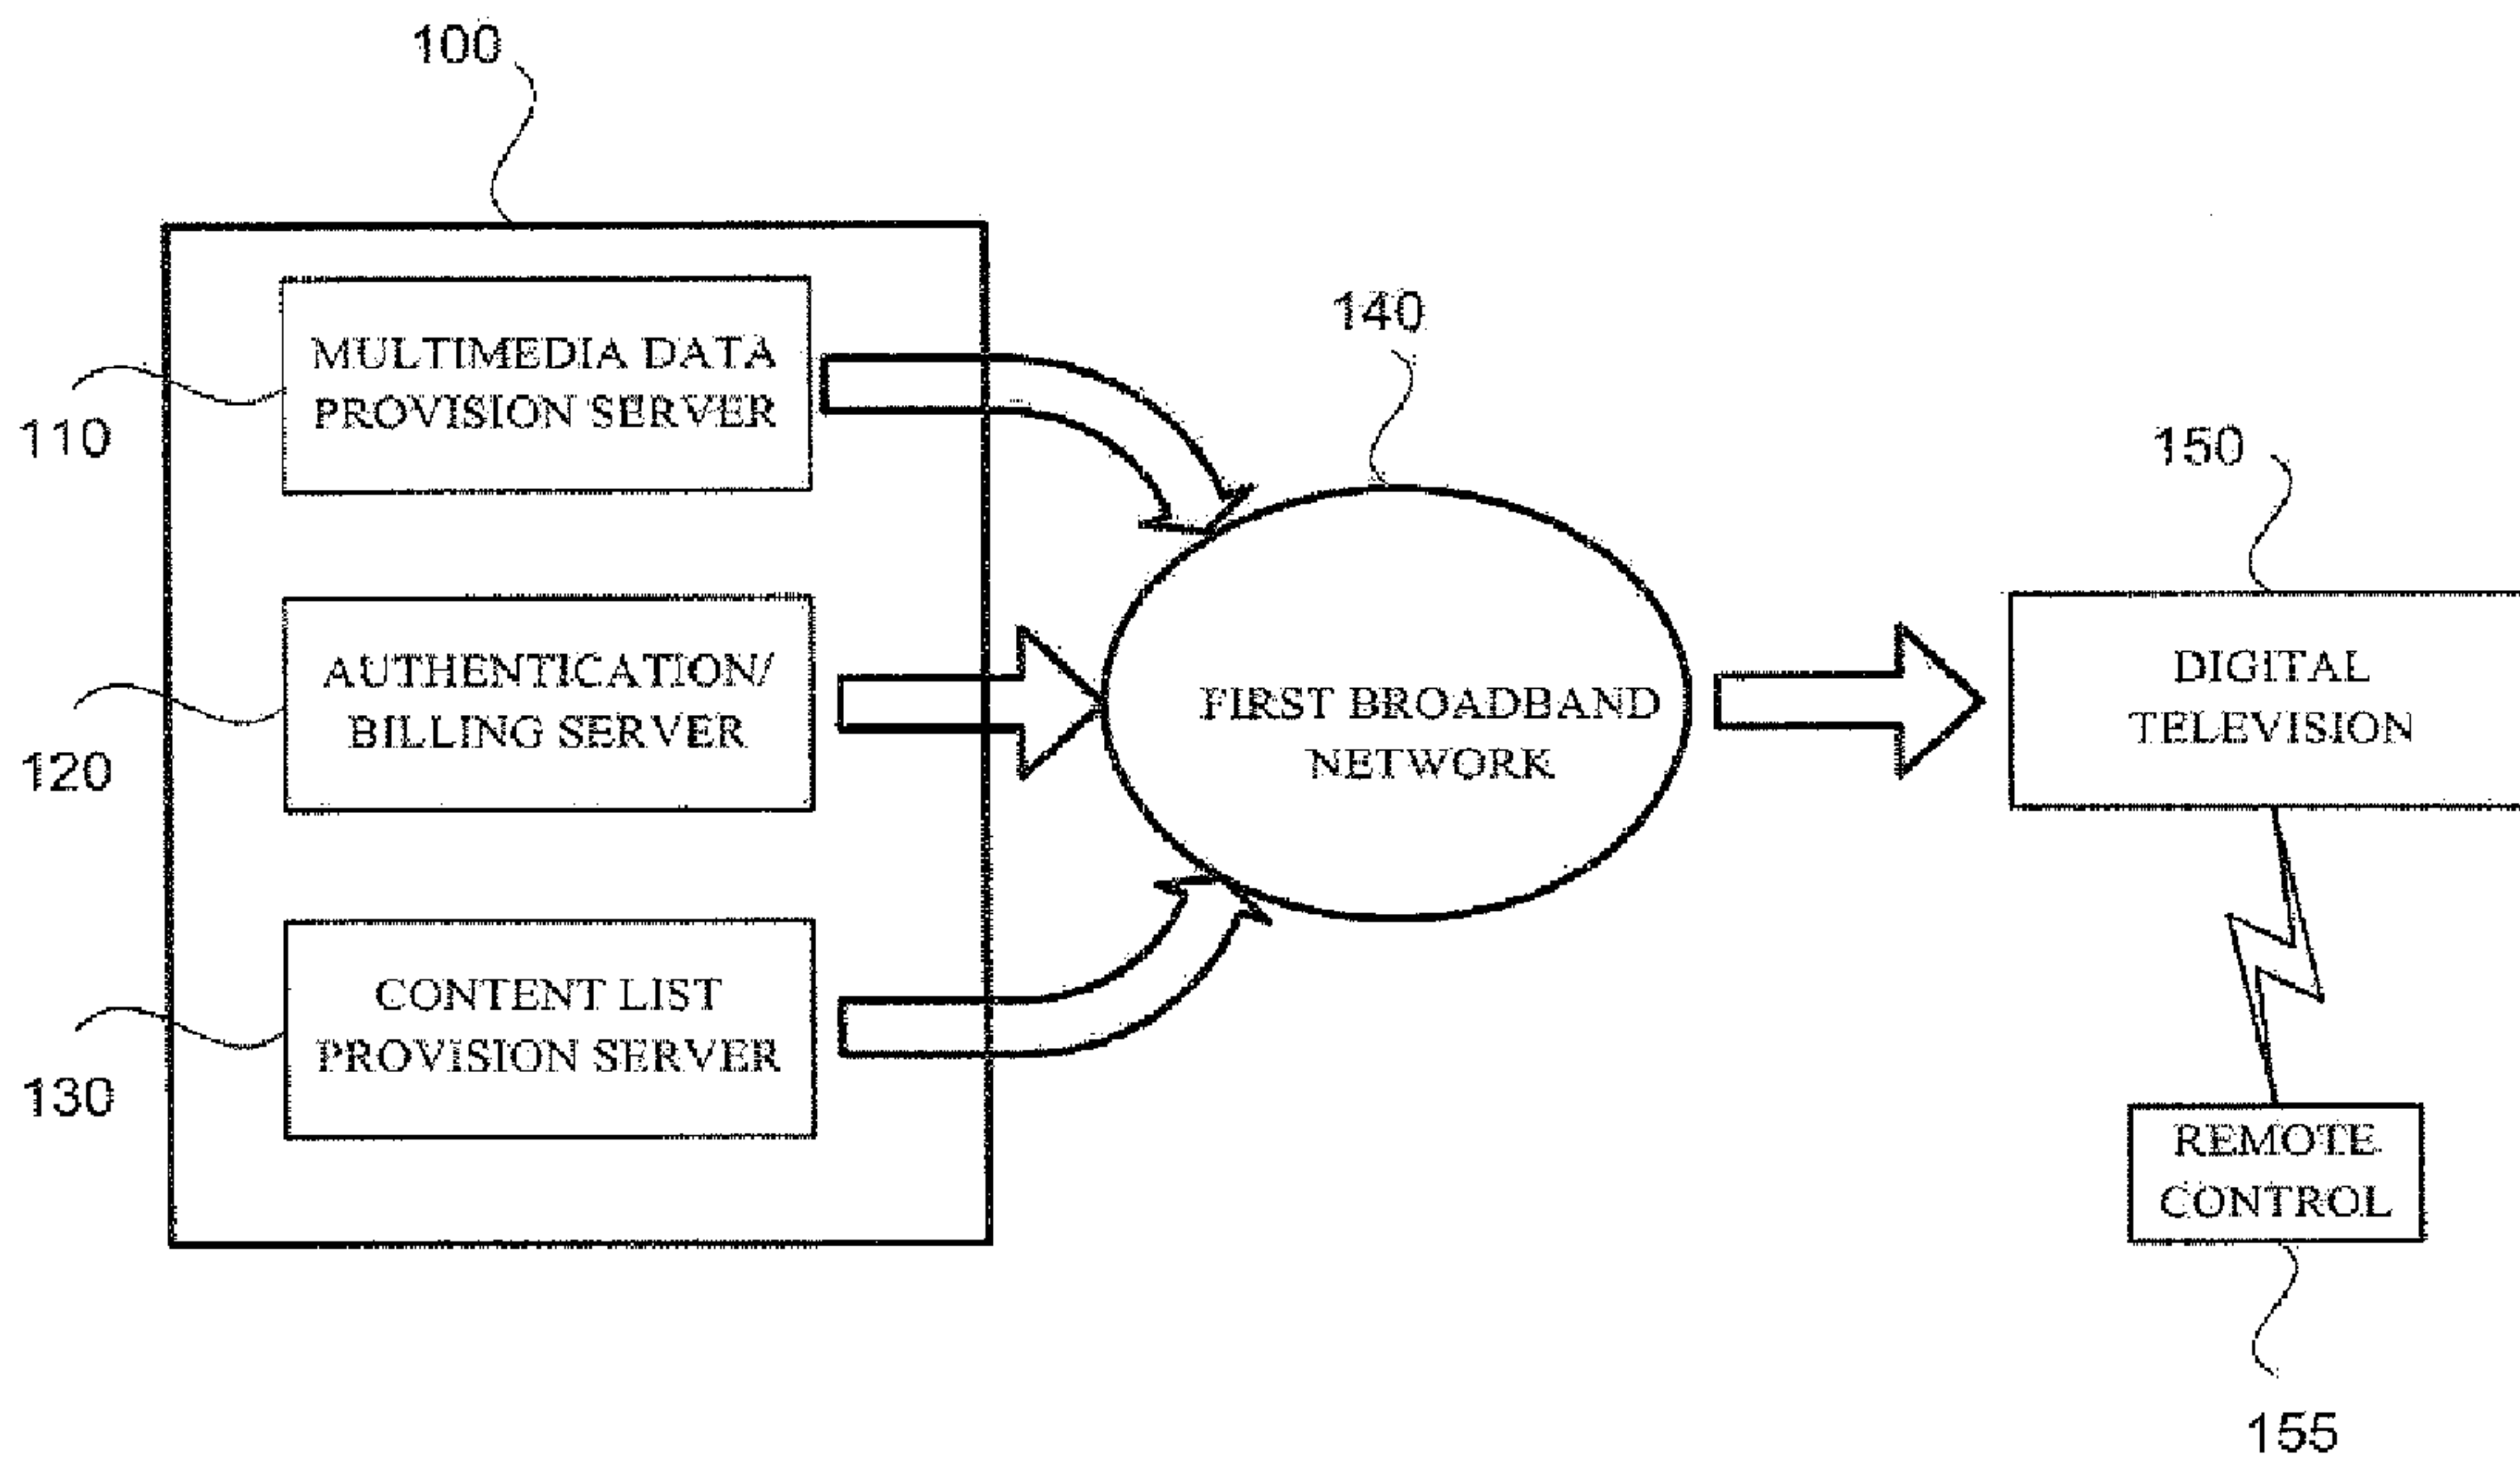 100
MULTIMEDIA DATA
PROVISION SERVER
110
AUTHENTICATION/
BILLING SERVER
120
CONTENT LIST
PROVISION SERVER
130
140
FIRST BROADBAND
NETWORK
150
DIGITAL
TELEVISION
REMOTE
CONTROL
155